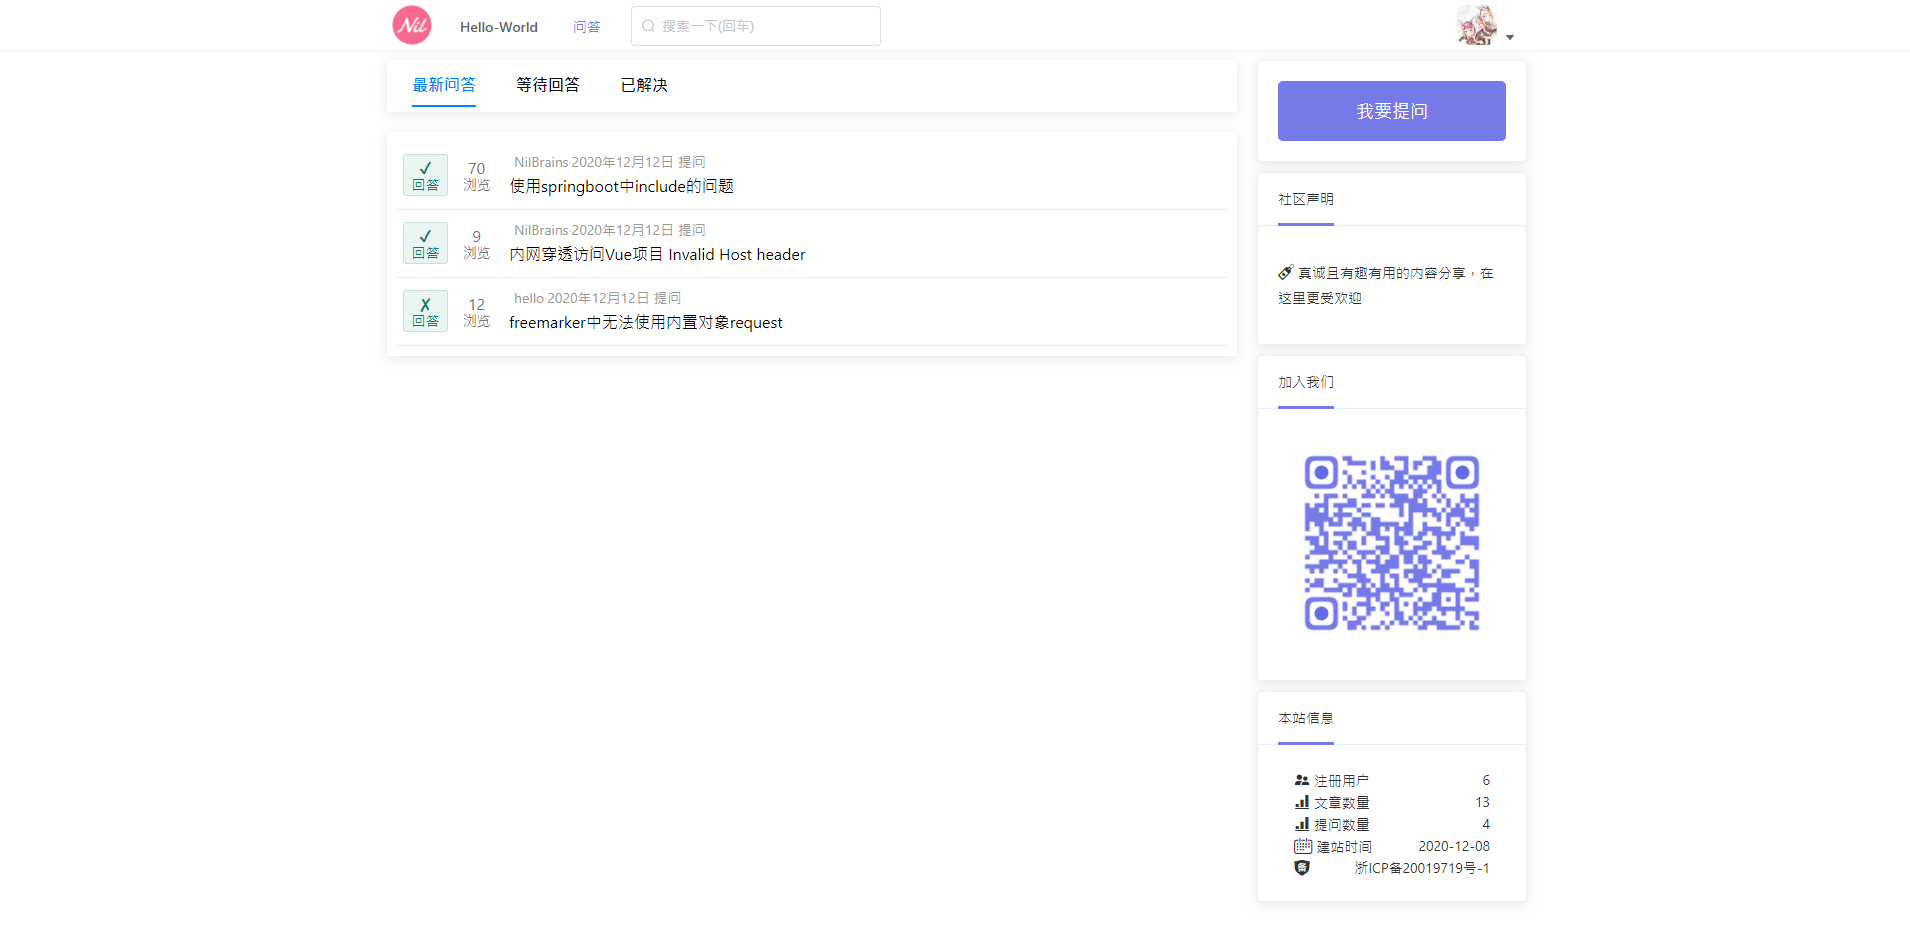 Nil
Hello-World
问答
搜索一下(回车)
最新问答
等待回答
已解决
✓
回答
70
浏览
NilBrains·2020年12月12日 提问
使用springboot中include的问题
✓
回答
9
浏览
NilBrains·2020年12月12日 提问
内网穿透访问Vue项目 Invalid Host header
✗
回答
12
浏览
hello·2020年12月12日 提问
freemarker中无法使用内置对象request
我要提问
社区声明
真诚且有趣有用的内容分享，在
这里更受欢迎
加入我们
本站信息
注册用户 6
文章数量 13
提问数量 4
建站时间 2020-12-08
浙ICP备20019719号-1